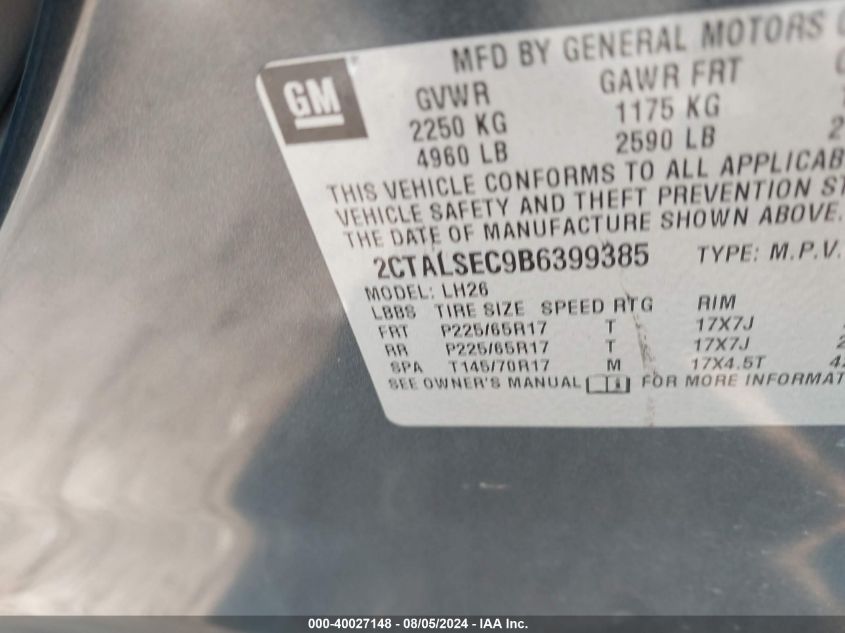 GM
MFD BY GENERAL MOTORS
GVWR GAWR FRT
2250 KG 1175 KG
4960 LB 2590 LB
THIS VEHICLE CONFORMS TO ALL APPLICAB
VEHICLE SAFETY AND THEFT PREVENTION ST
THE DATE OF MANUFACTURE SHOWN ABOVE.
2CTALSEC9B6399385 TYPE: M.P.V.
MODEL: LH26
LBBS TIRE SIZE SPEED RTG RIM
FRT P225/65R17 T 17X7J
RR P225/65R17 T 17X7J
SPA T145/70R17 M 17X4.5T
SEE OWNER'S MANUAL FOR MORE INFORMAT
000-40027148 - 08/05/2024 - IAA Inc.